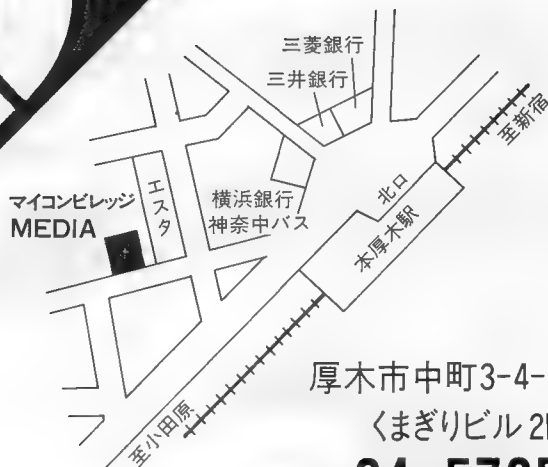 三菱銀行
三井銀行
至新宿
北口
本厚木駅
横浜銀行
神奈中バス
エスタ
マイコンビレッジ
MEDIA
至小田原
厚木市中町3-4-
くまぎりビル 2